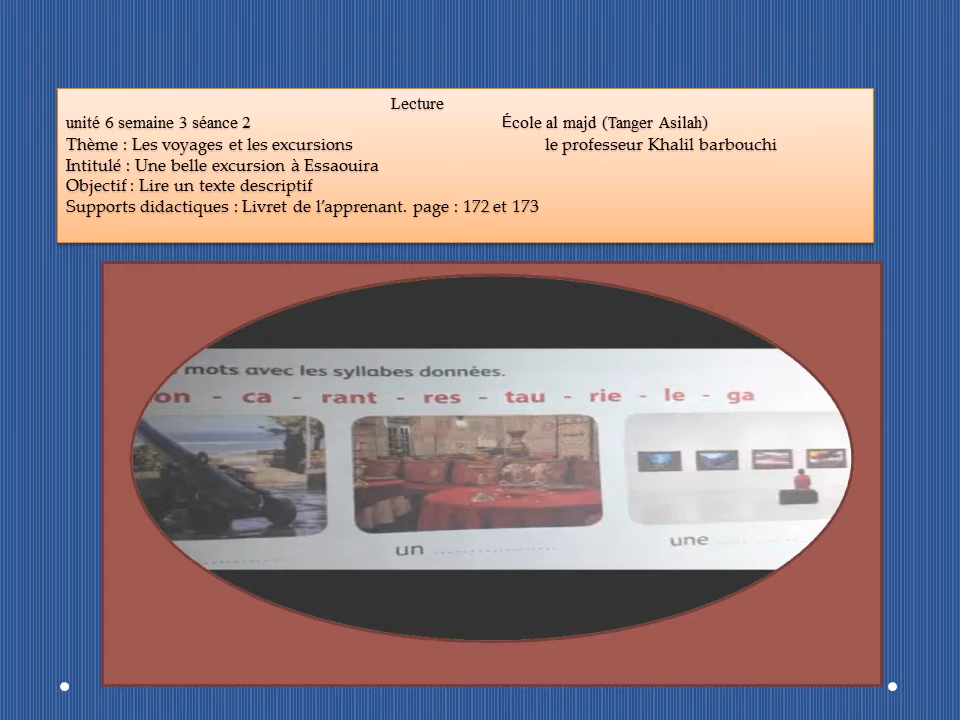 Lecture
unité 6 semaine 3 séance 2 École al majd (Tanger Asilah)
Thème : Les voyages et les excursions le professeur Khalil barbouchi
Intitulé : Une belle excursion à Essaouira
Objectif : Lire un texte descriptif
Supports didactiques : Livret de l'apprenant. page : 172 et 173
mots avec les syllabes données.
on - ca - rant - res - tau - rie - le - ga
un ................ une ................